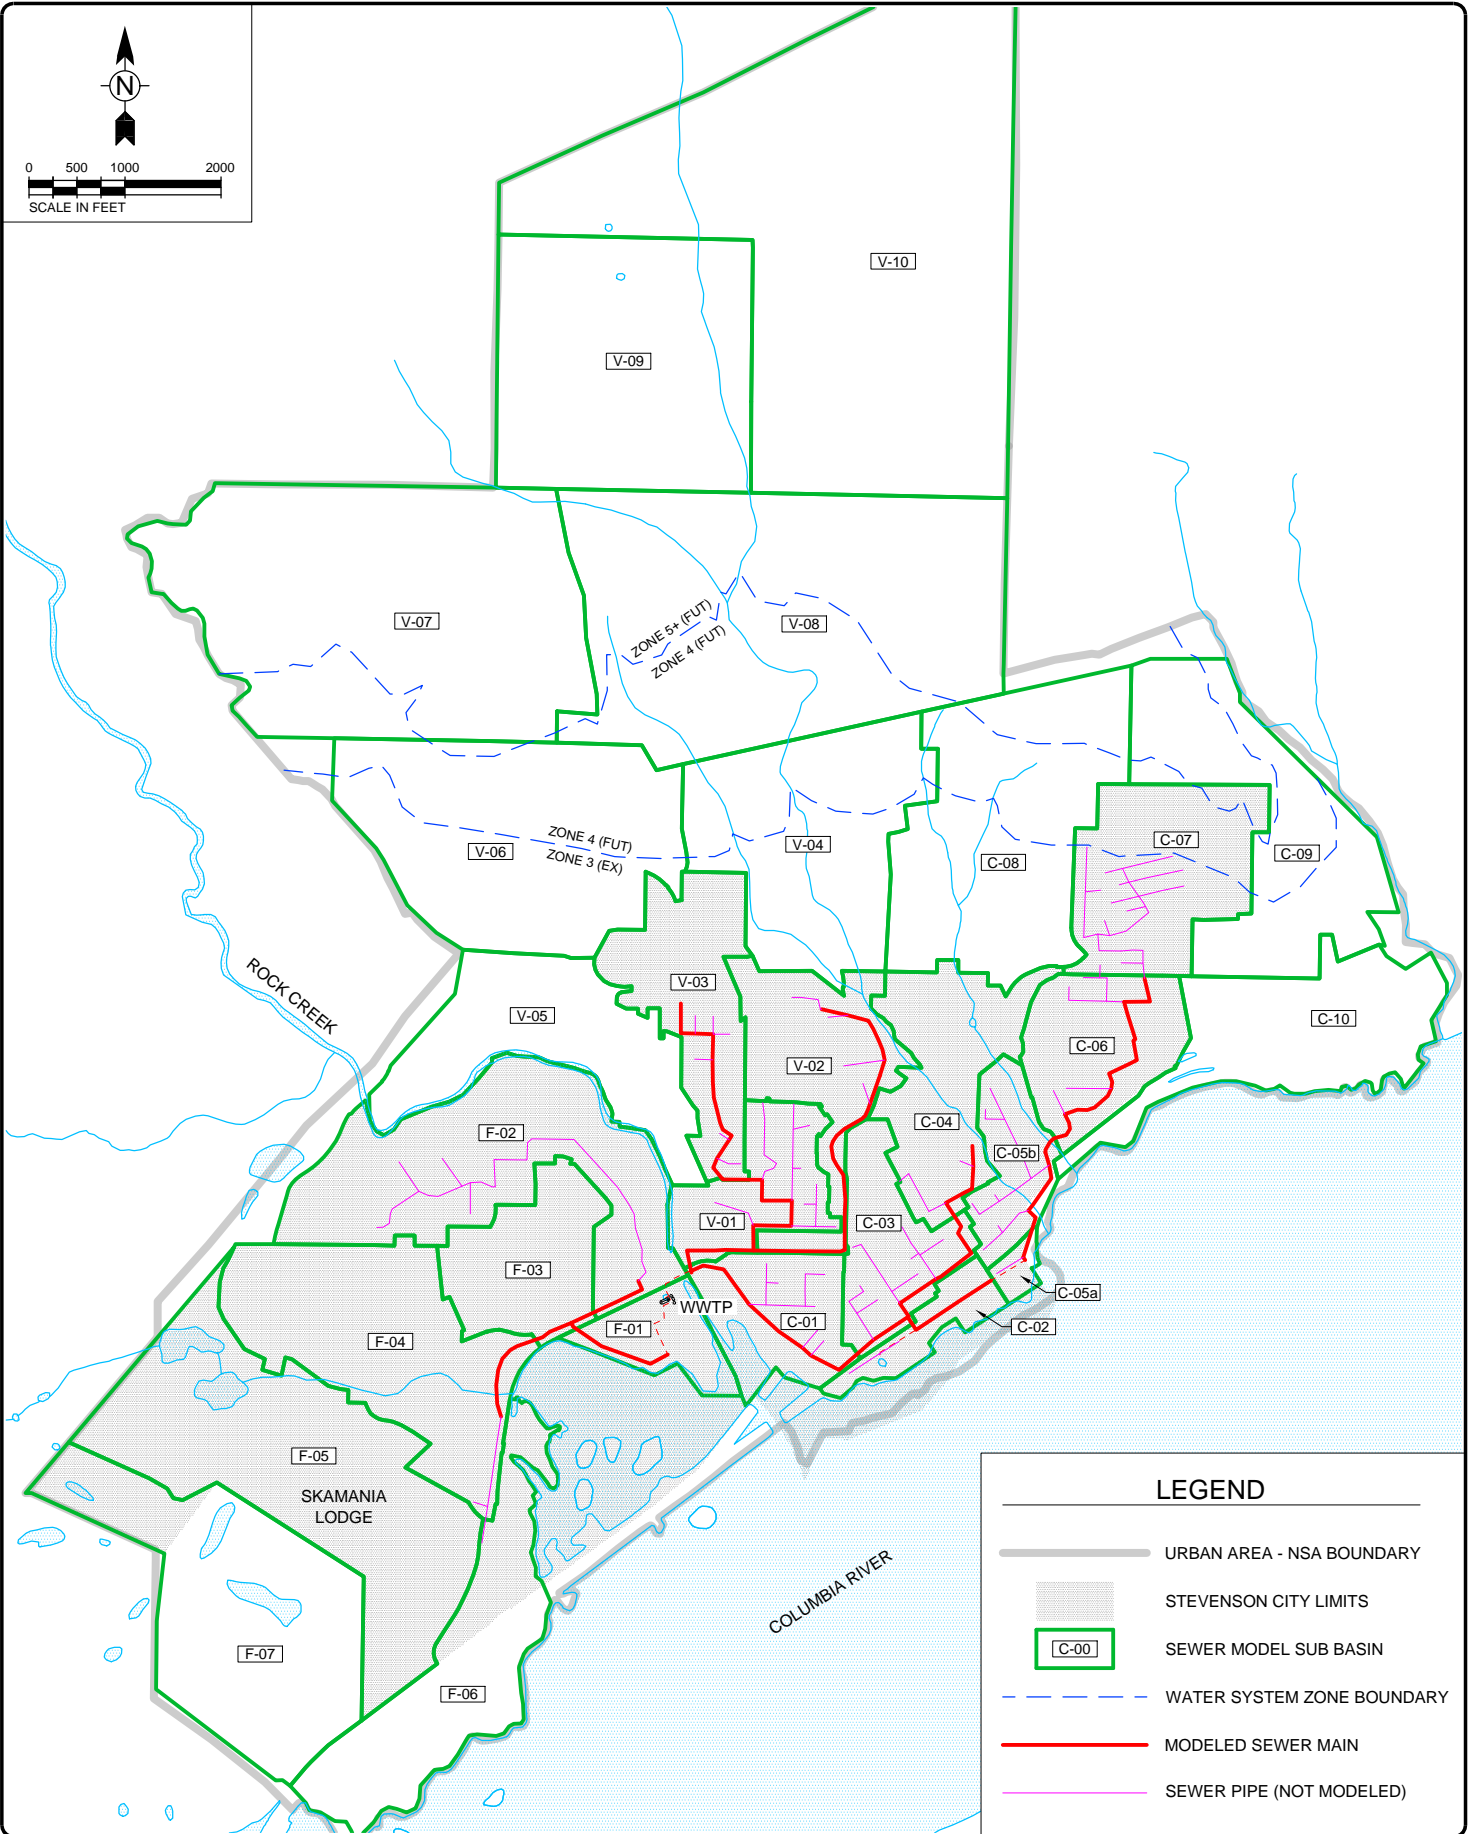 N
0 500 1000 2000
SCALE IN FEET
V-10
V-09
V-07
ZONE 5+ (FUT)
ZONE 4 (FUT)
V-08
V-06
ZONE 4 (FUT)
ZONE 3 (EX)
V-04
C-08
C-07
C-09
ROCK CREEK
V-03
V-05
C-10
V-02
C-06
F-02
C-04
C-05b
V-01
C-03
F-03
C-05a
WWTP
F-01
C-01
C-02
F-04
F-05
SKAMANIA
LODGE
COLUMBIA RIVER
F-07
F-06
LEGEND
URBAN AREA - NSA BOUNDARY
STEVENSON CITY LIMITS
C-00 SEWER MODEL SUB BASIN
WATER SYSTEM ZONE BOUNDARY
MODELED SEWER MAIN
SEWER PIPE (NOT MODELED)